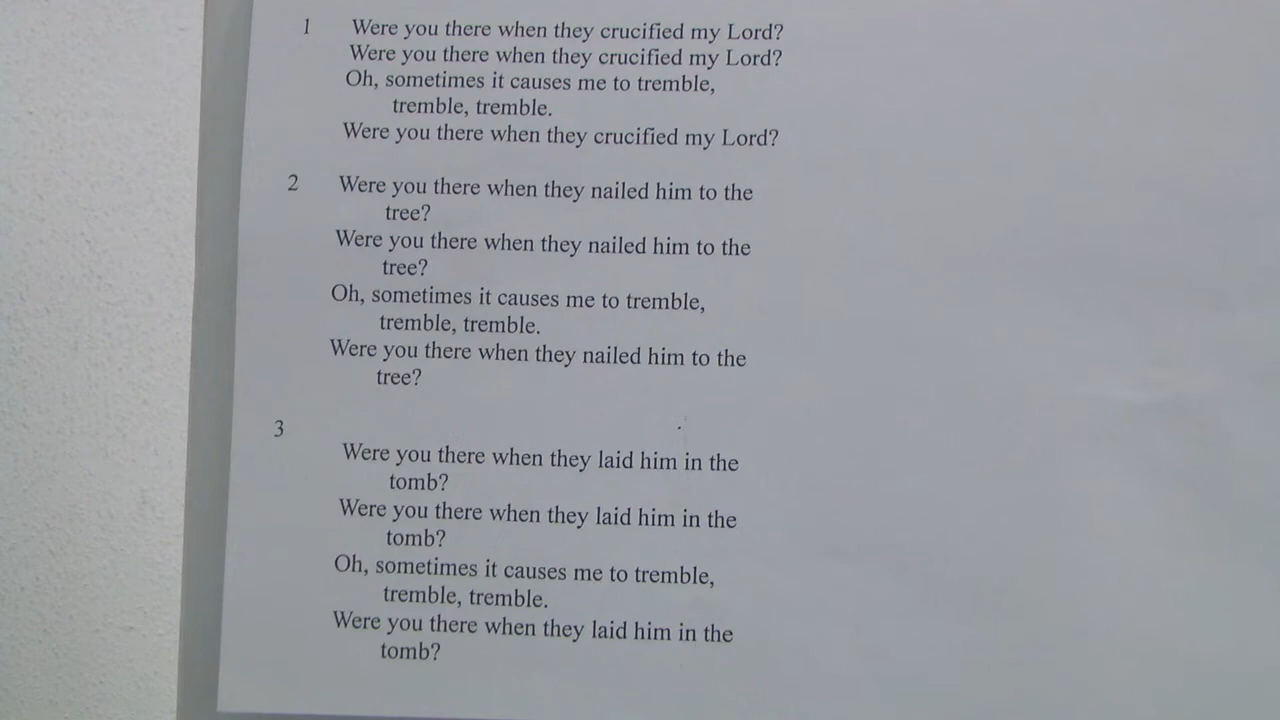 1 Were you there when they crucified my Lord?
Were you there when they crucified my Lord?
Oh, sometimes it causes me to tremble,
tremble, tremble.
Were you there when they crucified my Lord?
2 Were you there when they nailed him to the
tree?
Were you there when they nailed him to the
tree?
Oh, sometimes it causes me to tremble,
tremble, tremble.
Were you there when they nailed him to the
tree?
3
Were you there when they laid him in the
tomb?
Were you there when they laid him in the
tomb?
Oh, sometimes it causes me to tremble,
tremble, tremble.
Were you there when they laid him in the
tomb?